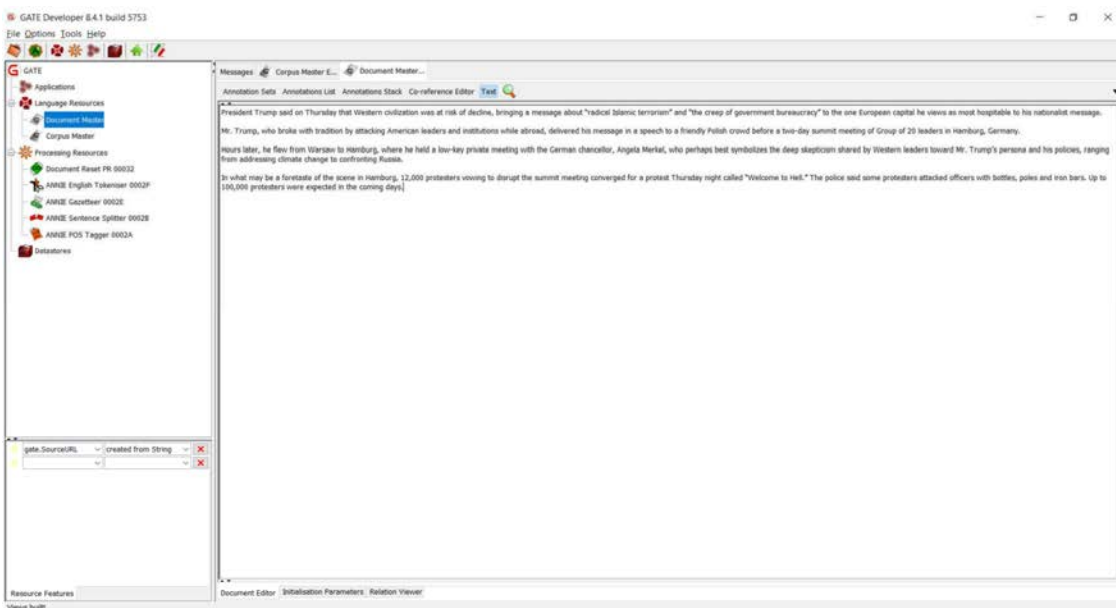 GATE Developer 8.4.1 build 5753
File Options Tools Help
GATE
Applications
Language Resources
Document Master
Corpus Master
Processing Resources
Document Reset PR 00032
ANNIE English Tokeniser 0002F
ANNIE Gazetteer 0002E
ANNIE Sentence Splitter 0002B
ANNIE POS Tagger 0002A
Datastores
gate.SourceURL created from String
Resource Features
Views built!
Messages Corpus Master E... Document Master...
Annotation Sets Annotations List Annotations Stack Co-reference Editor Text
President Trump said on Thursday that Western civilization was at risk of decline, bringing a message about "radical Islamic terrorism" and "the creep of government bureaucracy" to the one European capital he views as most hospitable to his nationalist message.
Mr. Trump, who broke with tradition by attacking American leaders and institutions while abroad, delivered his message in a speech to a friendly Polish crowd before a two-day summit meeting of Group of 20 leaders in Hamburg, Germany.
Hours later, he flew from Warsaw to Hamburg, where he held a low-key private meeting with the German chancellor, Angela Merkel, who perhaps best symbolizes the deep skepticism shared by Western leaders toward Mr. Trump's persona and his policies, ranging
from addressing climate change to confronting Russia.
In what may be a foretaste of the scene in Hamburg, 12,000 protesters vowing to disrupt the summit meeting converged for a protest Thursday night called "Welcome to Hell." The police said some protesters attacked officers with bottles, poles and iron bars. Up to
100,000 protesters were expected in the coming days.
Document Editor Initialisation Parameters Relation Viewer